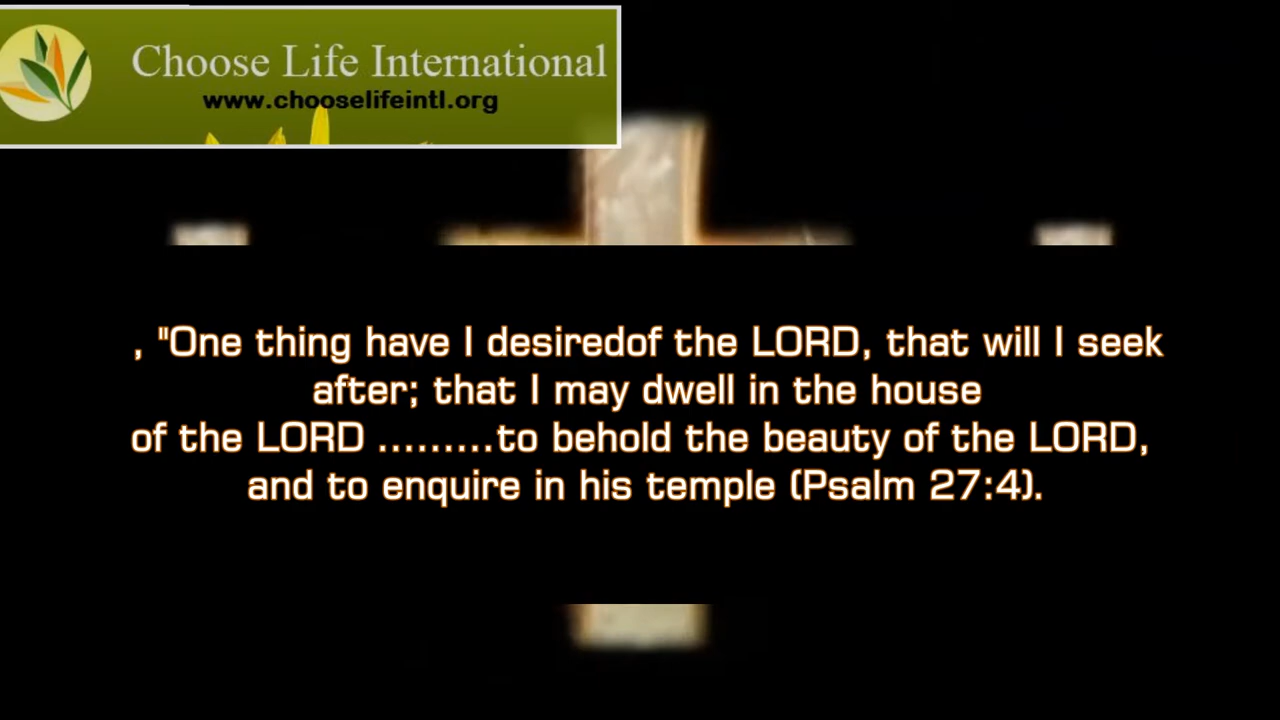 Choose Life International
www.chooselifeintl.org
, "One thing have I desiredof the LORD, that will I seek
after; that I may dwell in the house
of the LORD .........to behold the beauty of the LORD,
and to enquire in his temple (Psalm 27:4).